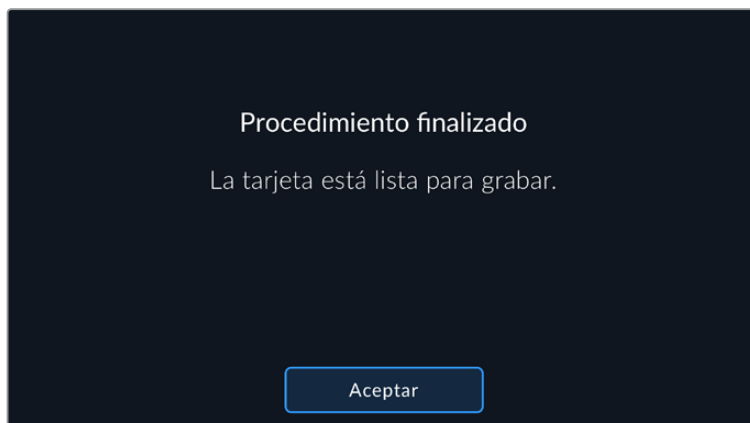 Procedimiento finalizado
La tarjeta está lista para grabar.
Aceptar